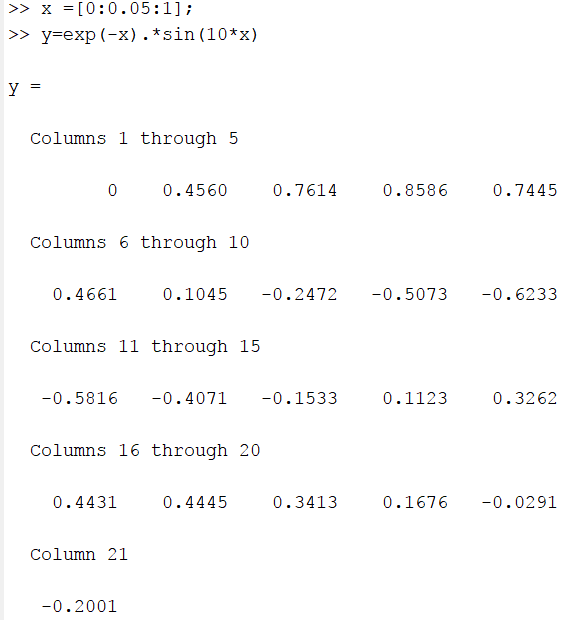 >> x =[0:0.05:1];
>> y=exp(-x).*sin(10*x)
y =
Columns 1 through 5
0 0.4560 0.7614 0.8586 0.7445
Columns 6 through 10
0.4661 0.1045 -0.2472 -0.5073 -0.6233
Columns 11 through 15
-0.5816 -0.4071 -0.1533 0.1123 0.3262
Columns 16 through 20
0.4431 0.4445 0.3413 0.1676 -0.0291
Column 21
-0.2001